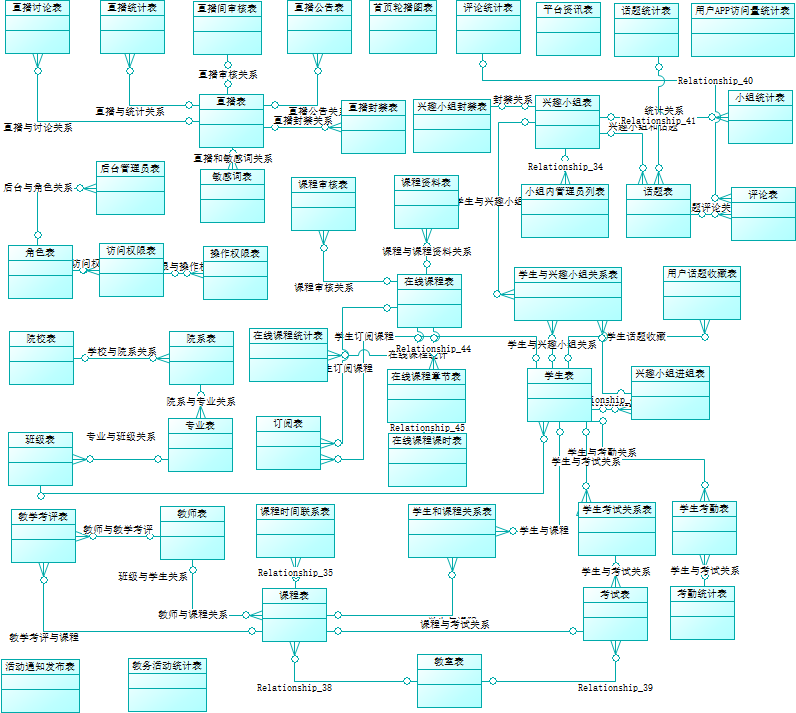 直播讨论表
直播统计表
直播间审核表
直播公告表
首页轮播图表
评论统计表
平台资讯表
话题统计表
用户APP访问量统计表
直播审核关系
Relationship_40
直播表
直播与统计关系
直播公告关系
直播封禁表
兴趣小组封禁表
封禁关系
兴趣小组表
统计关系
小组统计表
直播与讨论关系
直播封禁关系
Relationship_41
兴趣小组和话题
直播和敏感词关系
Relationship_34
后台管理员表
敏感词表
课程审核表
课程资料表
小组内管理员列表
话题表
评论表
后台与角色关系
学生与兴趣小组
题评论关
课程与课程资料关系
角色表
访问权限表
操作权限表
访问权
限与操作权
课程审核关系
在线课程表
学生与兴趣小组关系表
用户话题收藏表
院校表
院系表
在线课程统计表
学生订阅课程
学生与兴趣小组关系
学生话题收藏
学校与院系关系
Relationship_44
在线课程统计
订阅课程
在线课程章节表
学生表
兴趣小组进组表
院系与专业关系
专业表
订阅表
Relationship_45
班级表
专业与班级关系
在线课程课时表
学生与考勤关系
学生与考试关系
教学考评表
教师表
课程时间联系表
学生和课程关系表
学生考试关系表
学生考勤表
教师与教学考评
学生与课程
班级与学生关系
Relationship_35
学生与考试关系
学生与考勤关系
课程表
考试表
考勤统计表
教师与课程关系
课程与考试关系
教学考评与课程
活动通知发布表
教务活动统计表
教室表
Relationship_38
Relationship_39